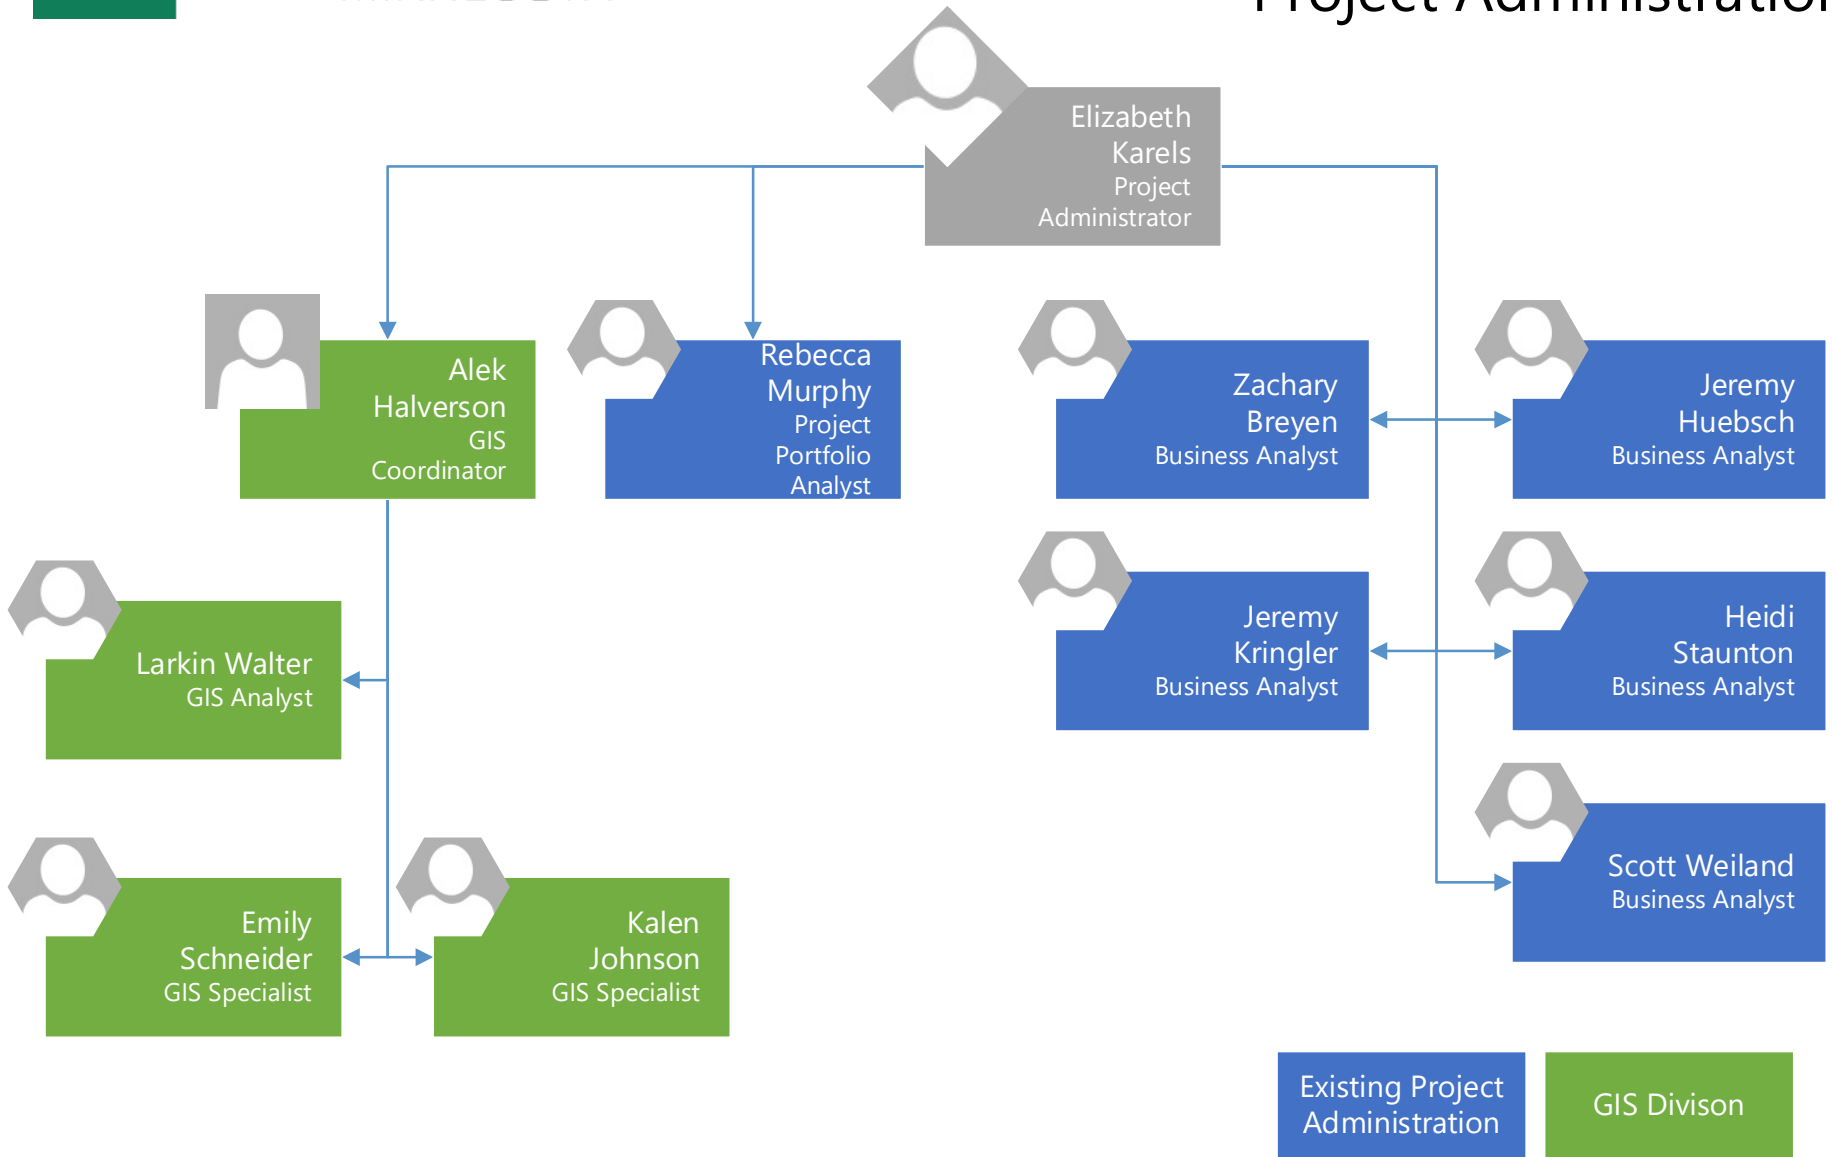 Project Administration
Elizabeth
Karels
Project
Administrator
Alek
Halverson
GIS
Coordinator
Rebecca
Murphy
Project
Portfolio
Analyst
Zachary
Breyen
Business Analyst
Jeremy
Huebsch
Business Analyst
Larkin Walter
GIS Analyst
Jeremy
Kringler
Business Analyst
Heidi
Staunton
Business Analyst
Emily
Schneider
GIS Specialist
Kalen
Johnson
GIS Specialist
Scott Weiland
Business Analyst
Existing Project
Administration
GIS Divison